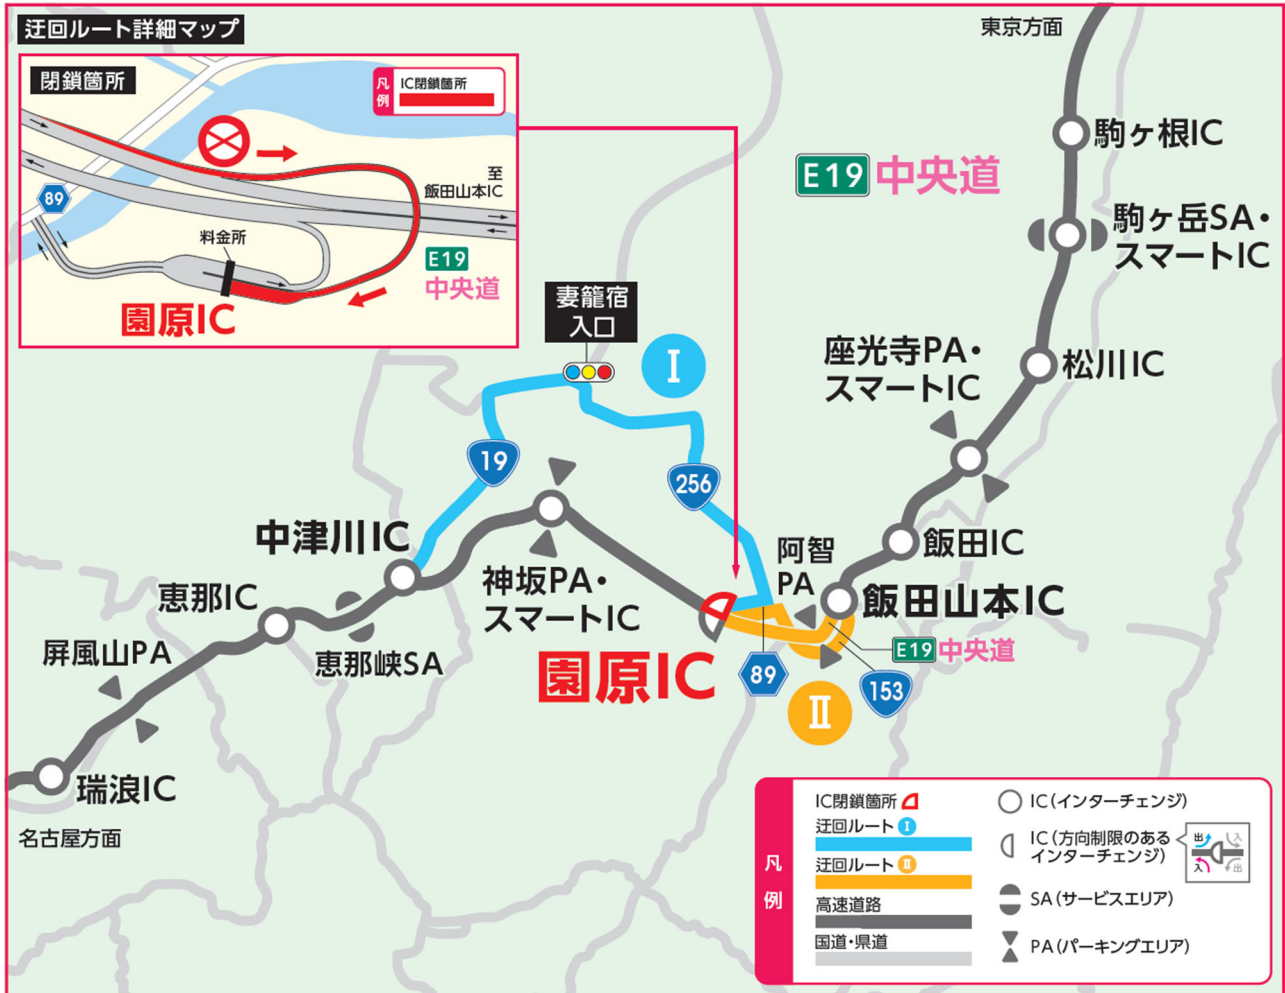 迂回ルート詳細マップ
閉鎖箇所
凡例
IC閉鎖箇所
至
飯田山本IC
89
料金所
E19
中央道
園原IC
東京方面
駒ヶ根IC
E19 中央道
駒ヶ岳SA・
スマートIC
妻籠宿
入口
I
座光寺PA・
スマートIC
松川IC
19
256
中津川IC
阿智
PA
飯田IC
恵那IC
神坂PA・
スマートIC
飯田山本IC
屏風山PA
恵那峡SA
園原IC
89
E19 中央道
153
II
瑞浪IC
名古屋方面
凡例
IC閉鎖箇所
迂回ルート I
迂回ルート II
高速道路
国道・県道
IC(インターチェンジ)
IC(方向制限のある
インターチェンジ)
出 入
入 出
SA(サービスエリア)
PA(パーキングエリア)